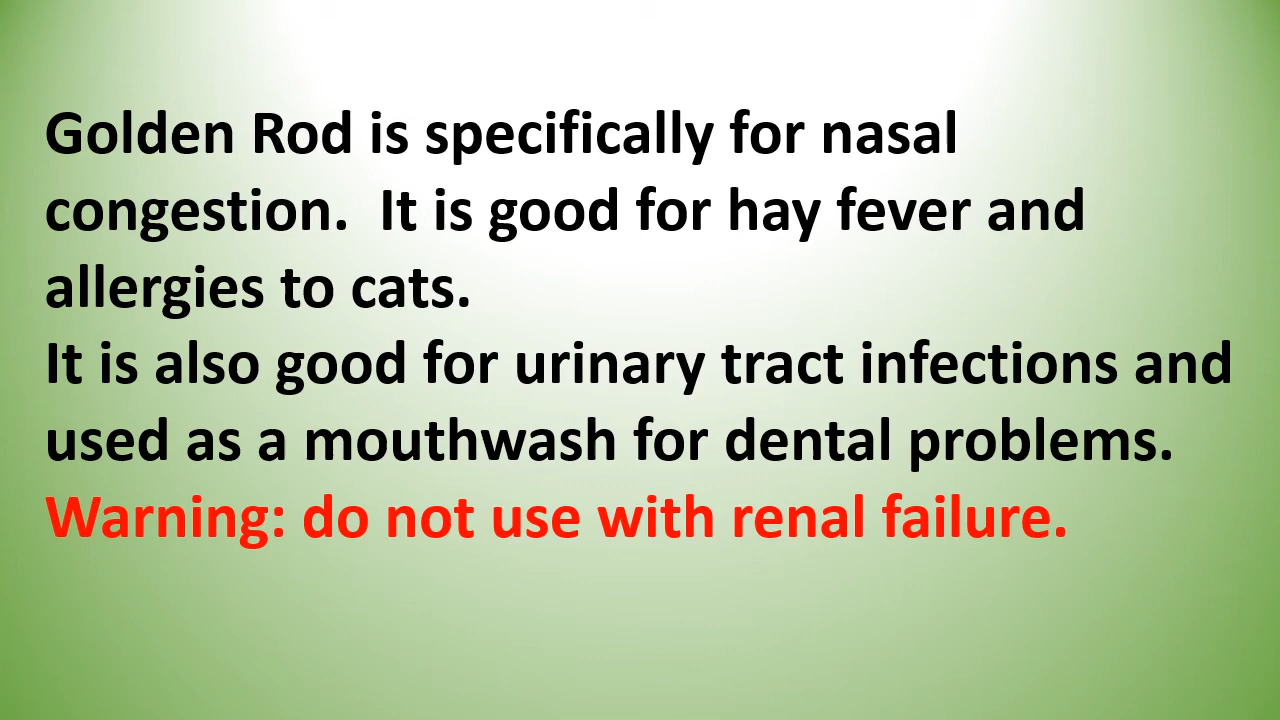 Golden Rod is specifically for nasal
congestion.  It is good for hay fever and
allergies to cats.
It is also good for urinary tract infections and
used as a mouthwash for dental problems.
Warning: do not use with renal failure.